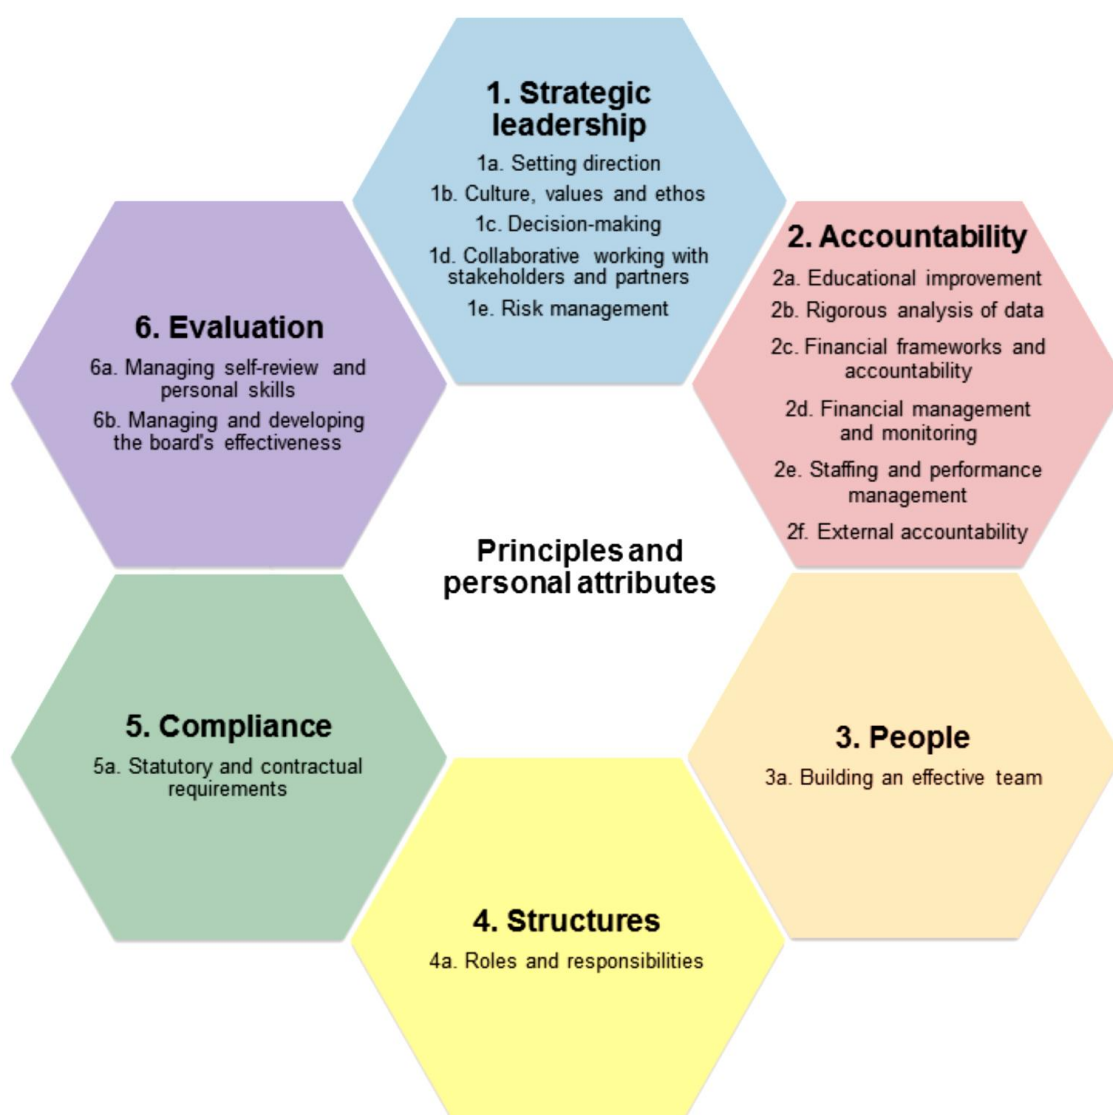 1. Strategic
leadership
1a. Setting direction
1b. Culture, values and ethos
1c. Decision-making
1d. Collaborative working with
stakeholders and partners
1e. Risk management
2. Accountability
2a. Educational improvement
2b. Rigorous analysis of data
2c. Financial frameworks and
accountability
2d. Financial management
and monitoring
2e. Staffing and performance
management
2f. External accountability
3. People
3a. Building an effective team
4. Structures
4a. Roles and responsibilities
5. Compliance
5a. Statutory and contractual
requirements
6. Evaluation
6a. Managing self-review and
personal skills
6b. Managing and developing
the board's effectiveness
Principles and
personal attributes